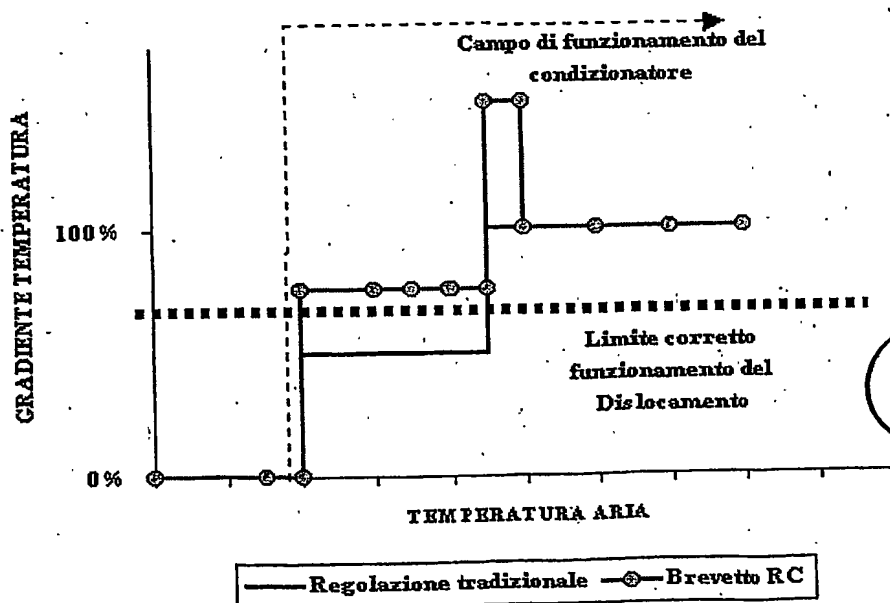 Campo di funzionamento del
condizionatore
GRADIENTE TEMPERATURA
100%
Limite corretto
funzionamento del
Dislocamento
0%
TEMPERATURA ARIA
Regolazione tradizionale
Brevetto RC